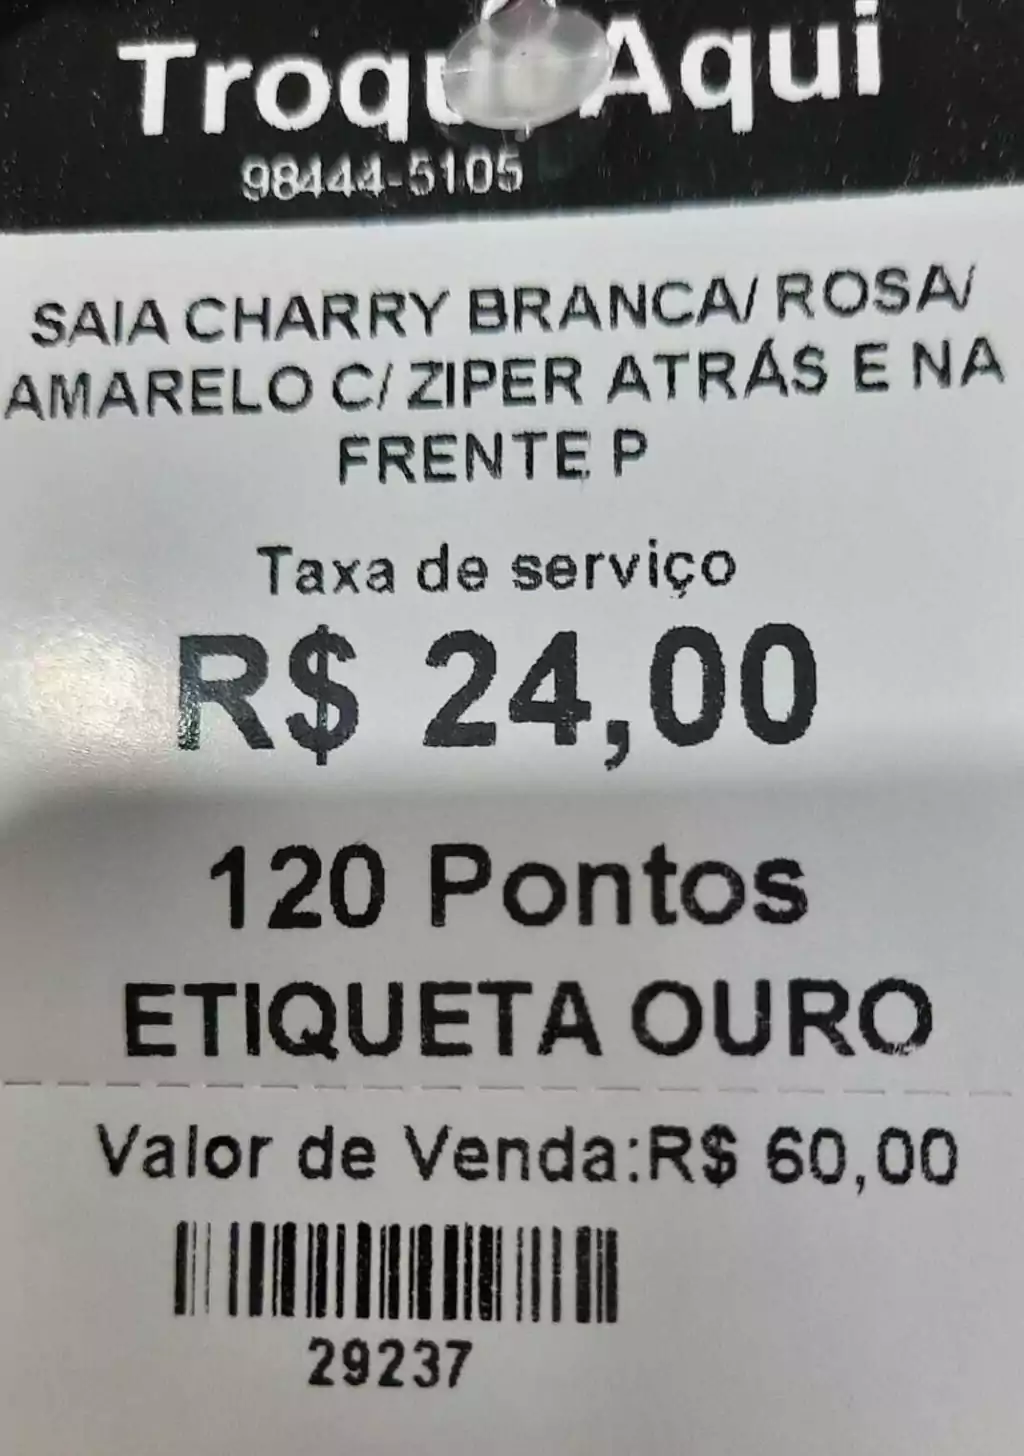 Troque Aqui
98444-5105
SAIA CHARRY BRANCA/ ROSA/
AMARELO C/ ZIPER ATRÁS E NA
FRENTE P
Taxa de serviço
R$ 24,00
120 Pontos
ETIQUETA OURO
Valor de Venda:R$ 60,00
29237